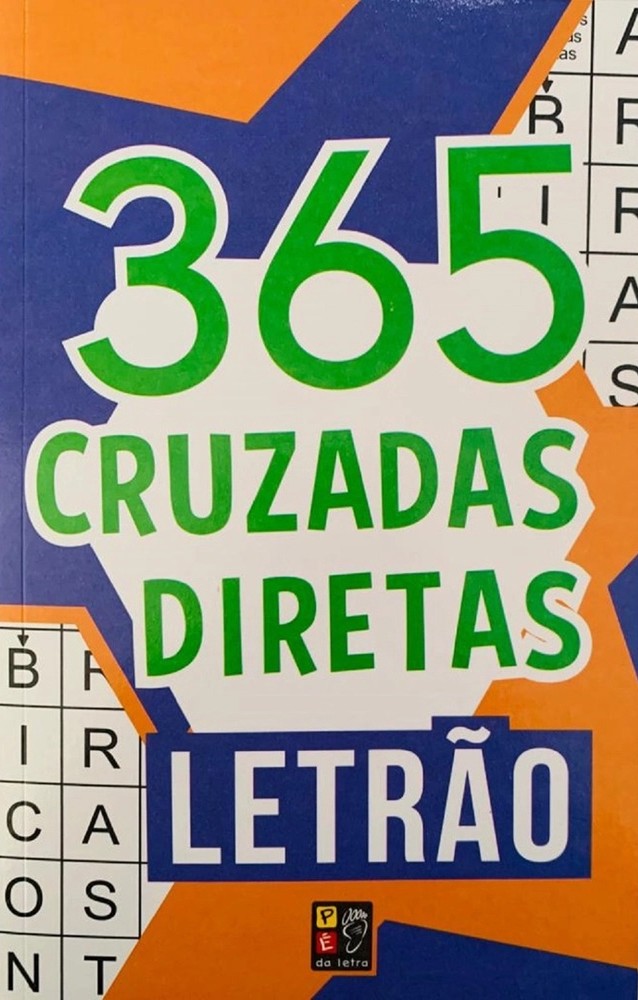 A
B R
I R
A
S
365
CRUZADAS
DIRETAS
B R
I R
C A
O S
N T
LETRÃO
PÉ
da letra